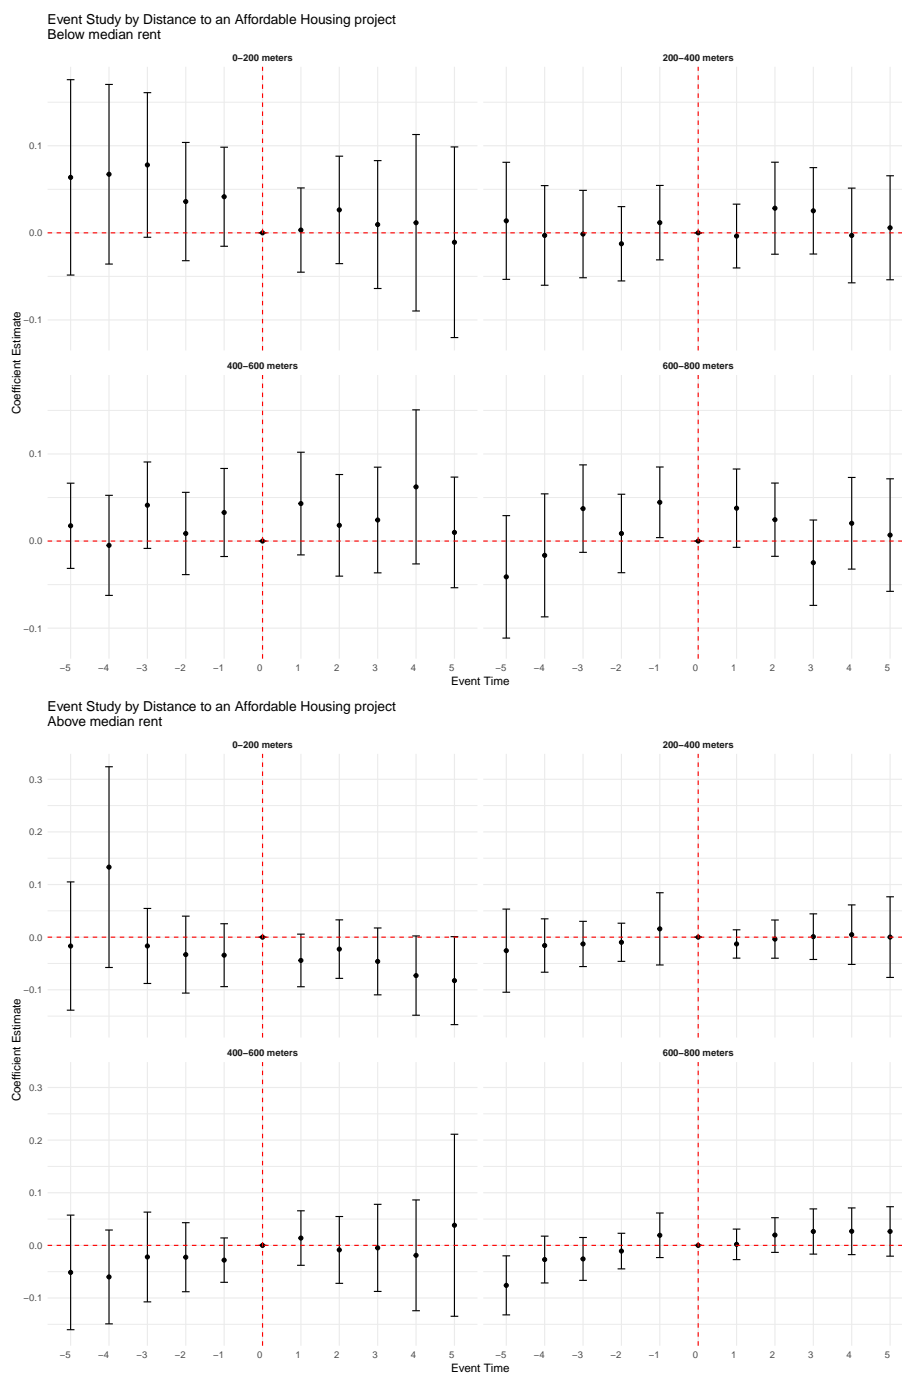 Event Study by Distance to an Affordable Housing project
Below median rent
0−200 meters
200−400 meters
0.1
0.0
−0.1
400−600 meters
600−800 meters
0.1
0.0
−0.1
Coefficient Estimate
−5 −4 −3 −2 −1 0 1 2 3 4 5
−5 −4 −3 −2 −1 0 1 2 3 4 5
Event Time
Event Study by Distance to an Affordable Housing project
Above median rent
0−200 meters
200−400 meters
0.3
0.2
0.1
0.0
−0.1
400−600 meters
600−800 meters
0.3
0.2
0.1
0.0
−0.1
Coefficient Estimate
−5 −4 −3 −2 −1 0 1 2 3 4 5
−5 −4 −3 −2 −1 0 1 2 3 4 5
Event Time